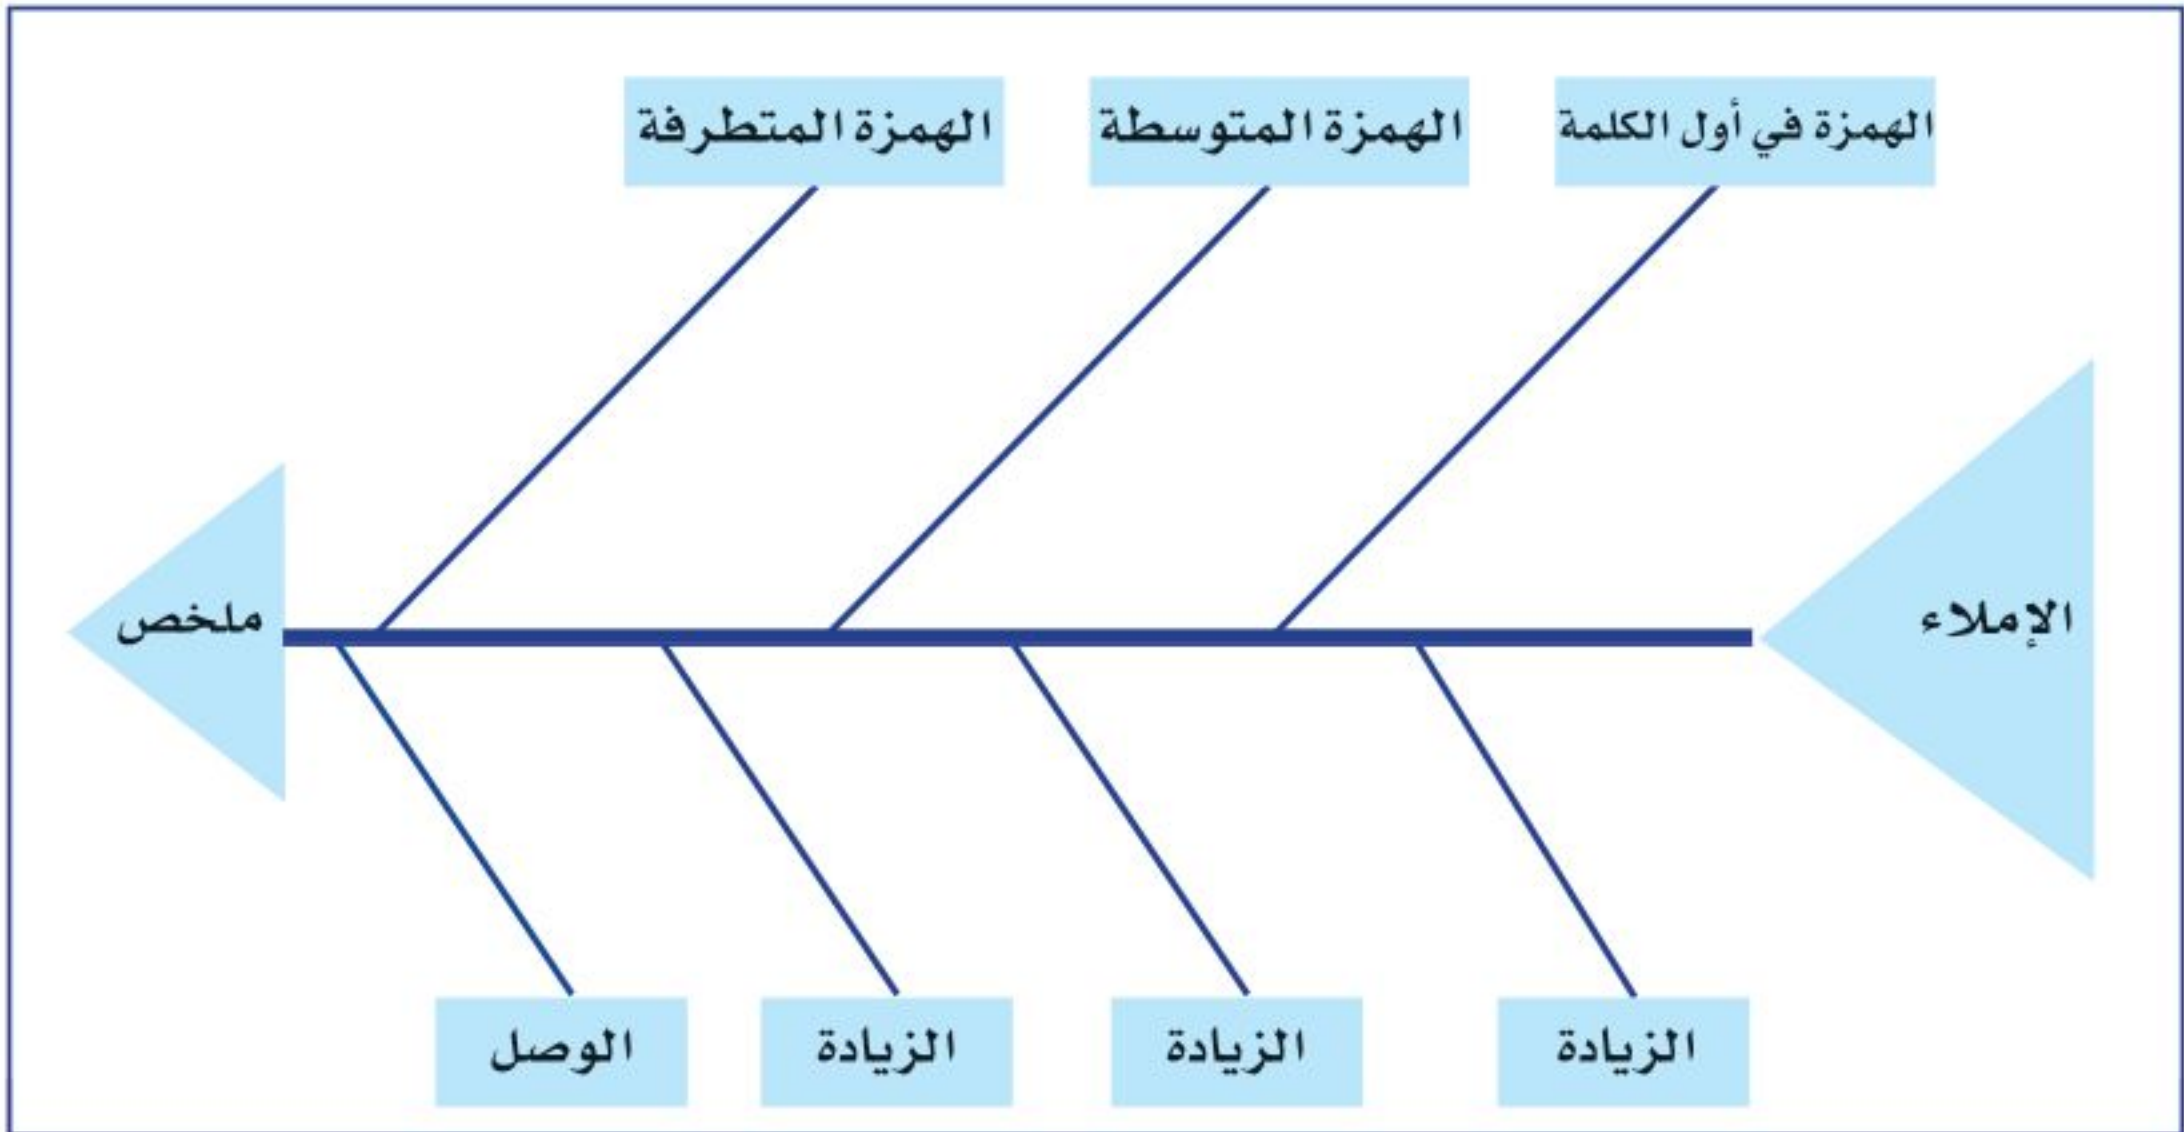 الهمزة في أول الكلمة
الهمزة المتوسطة
الهمزة المتطرفة
الإملاء
ملخص
الزيادة
الزيادة
الزيادة
الوصل